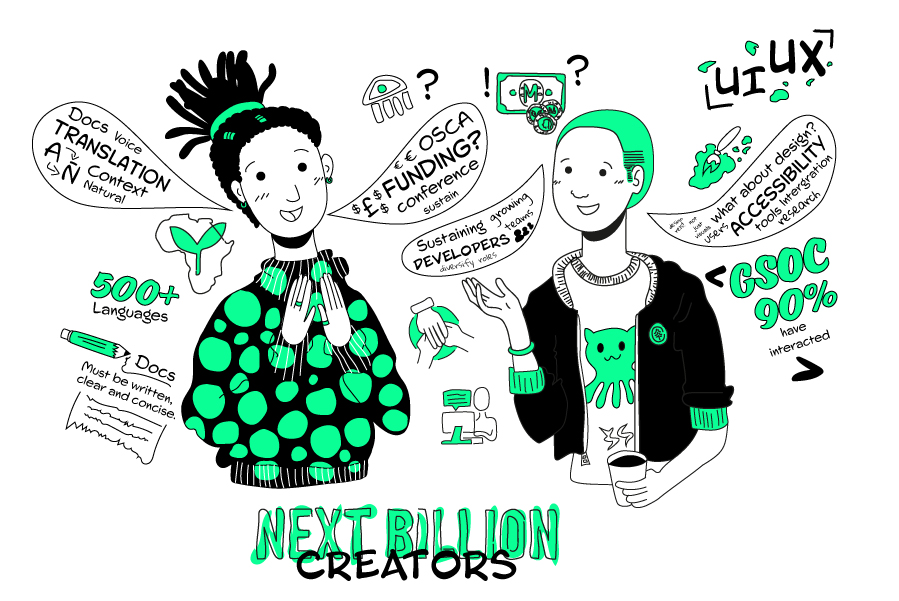 Docs voice
TRANSLATION
A Context
Ñ Natural
?
€€ OSCA
$£$$ FUNDING?
conference
sustain
!
M
?
UI UX
what about design?
users ACCESSIBILITY
tools Intergration
research
Sustaining growing
DEVELOPERS teams
diversify roles
500+
Languages
Docs
Must be written,
clear and concise.
< GSOC
90%
have
interacted
>
NEXT BILLION
CREATORS